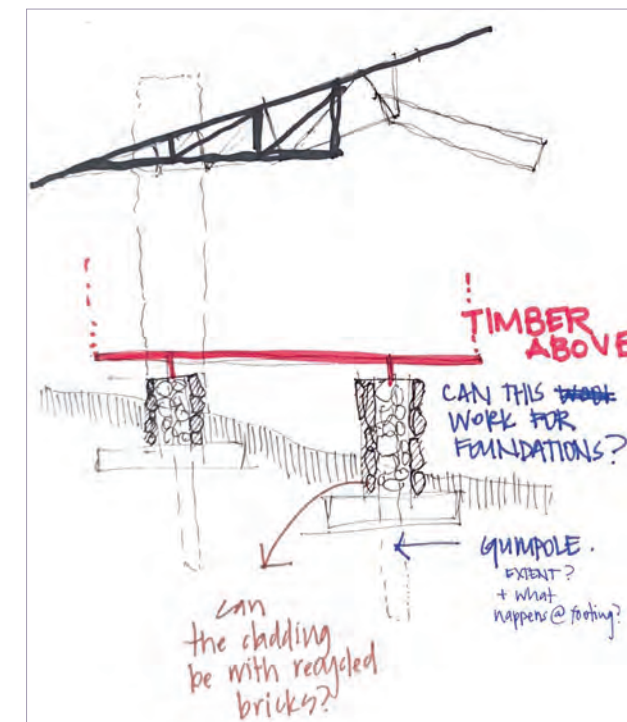 TIMBER
ABOVE
CAN THIS
WORK FOR
FOUNDATIONS?
GUMPOLE.
EXTENT?
+ what
happens @ footing?
can
the cladding
be with recycled
bricks?